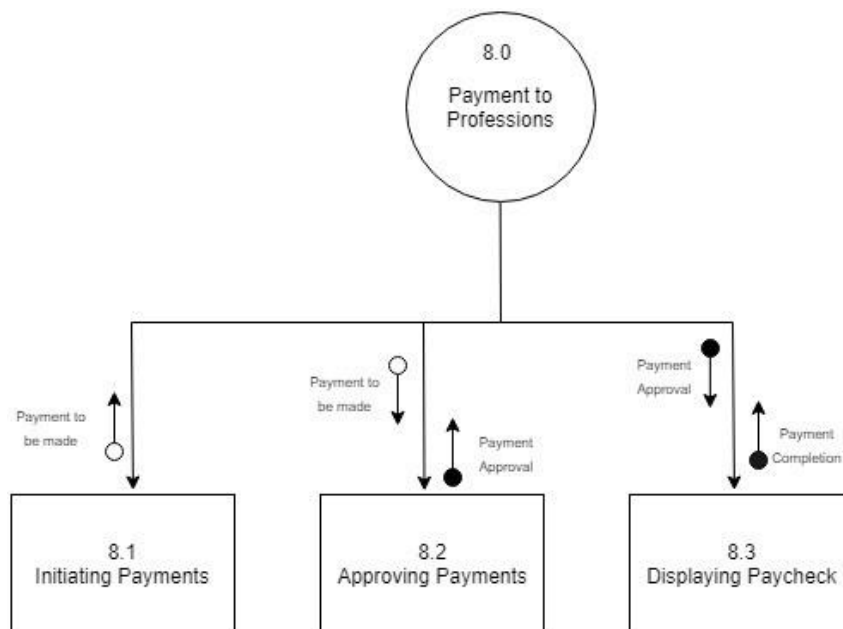 8.0
Payment to
Professions
Payment to
be made
Payment to
be made
Payment
Approval
Payment
Approval
Payment
Completion
8.1
Initiating Payments
8.2
Approving Payments
8.3
Displaying Paycheck